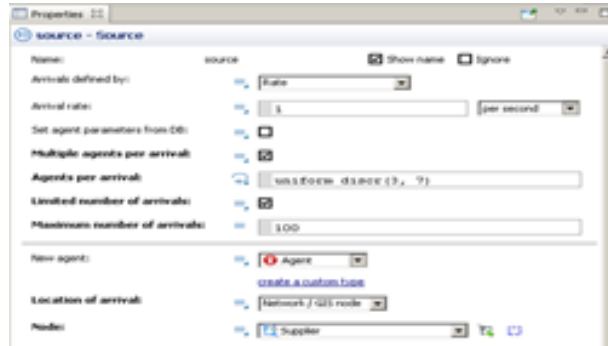 Properties
source - Source
Name: source Show name Ignore
Arrivals defined by: Rate
Arrival rate: 1 per second
Set agent parameters from DB:
Multiple agents per arrival:
Agents per arrival: uniform_discr(3, 7)
Limited number of arrivals:
Maximum number of arrivals: 100
New agent: Agent
create a custom type
Location of arrival: Network / GIS node
Node: Supplier